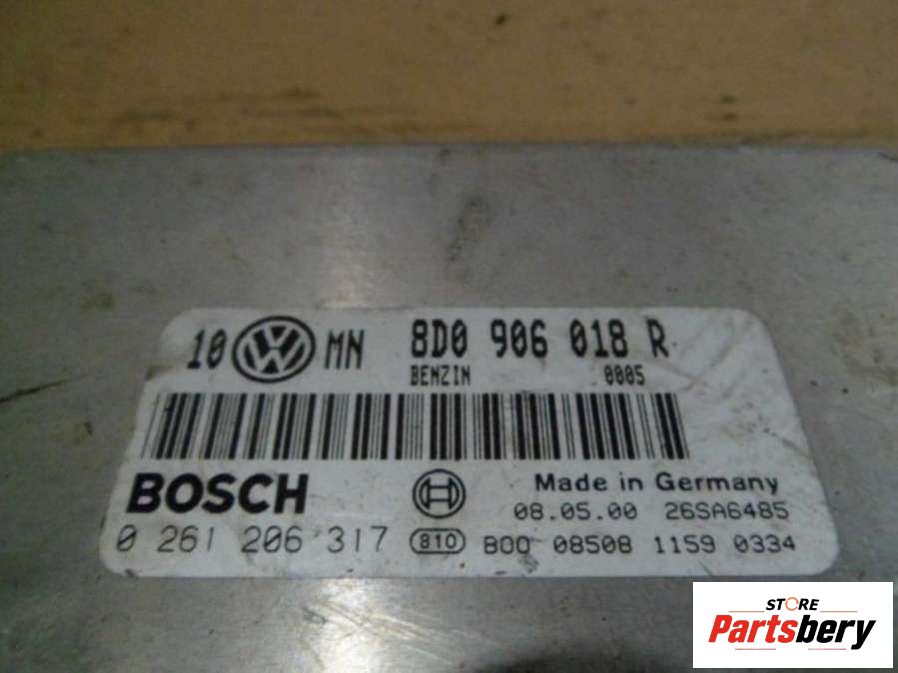 10 VW MN 8D0 906 018 R
BENZIN 0005
BOSCH Made in Germany
08.05.00 26SA6485
0 261 206 317 810 B00 08508 1159 0334
STORE
Partsbery